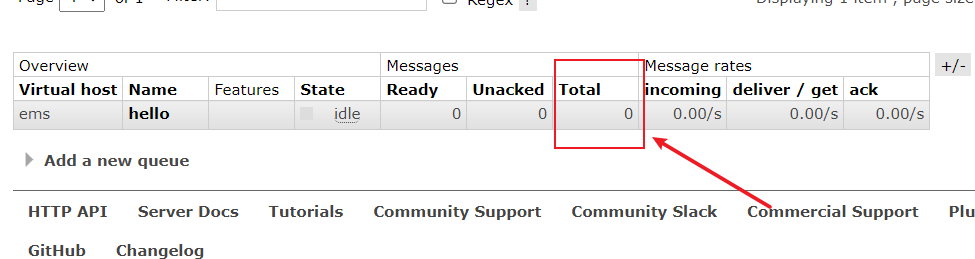 Page of 1 Filter: Regex ? Displaying 1 item , page size
Overview Messages Message rates +/-
Virtual host Name Features State Ready Unacked Total incoming deliver / get ack
ems hello idle 0 0 0 0.00/s 0.00/s 0.00/s
Add a new queue
HTTP API Server Docs Tutorials Community Support Community Slack Commercial Support Plu
GitHub Changelog